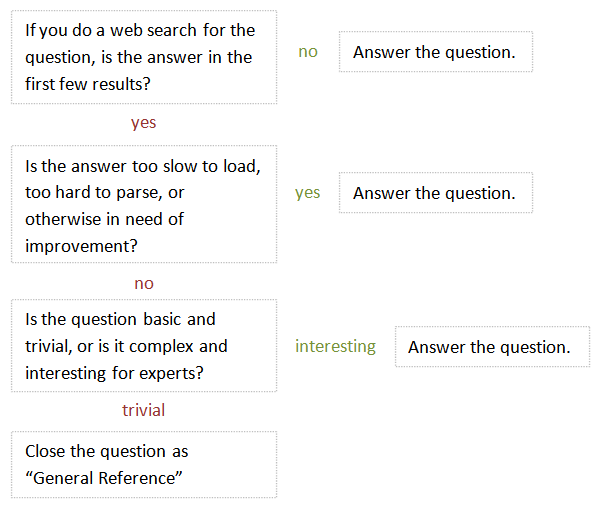 If you do a web search for the
question, is the answer in the
first few results?
no
Answer the question.
yes
Is the answer too slow to load,
too hard to parse, or
otherwise in need of
improvement?
yes
Answer the question.
no
Is the question basic and
trivial, or is it complex and
interesting for experts?
interesting
Answer the question.
trivial
Close the question as
“General Reference”